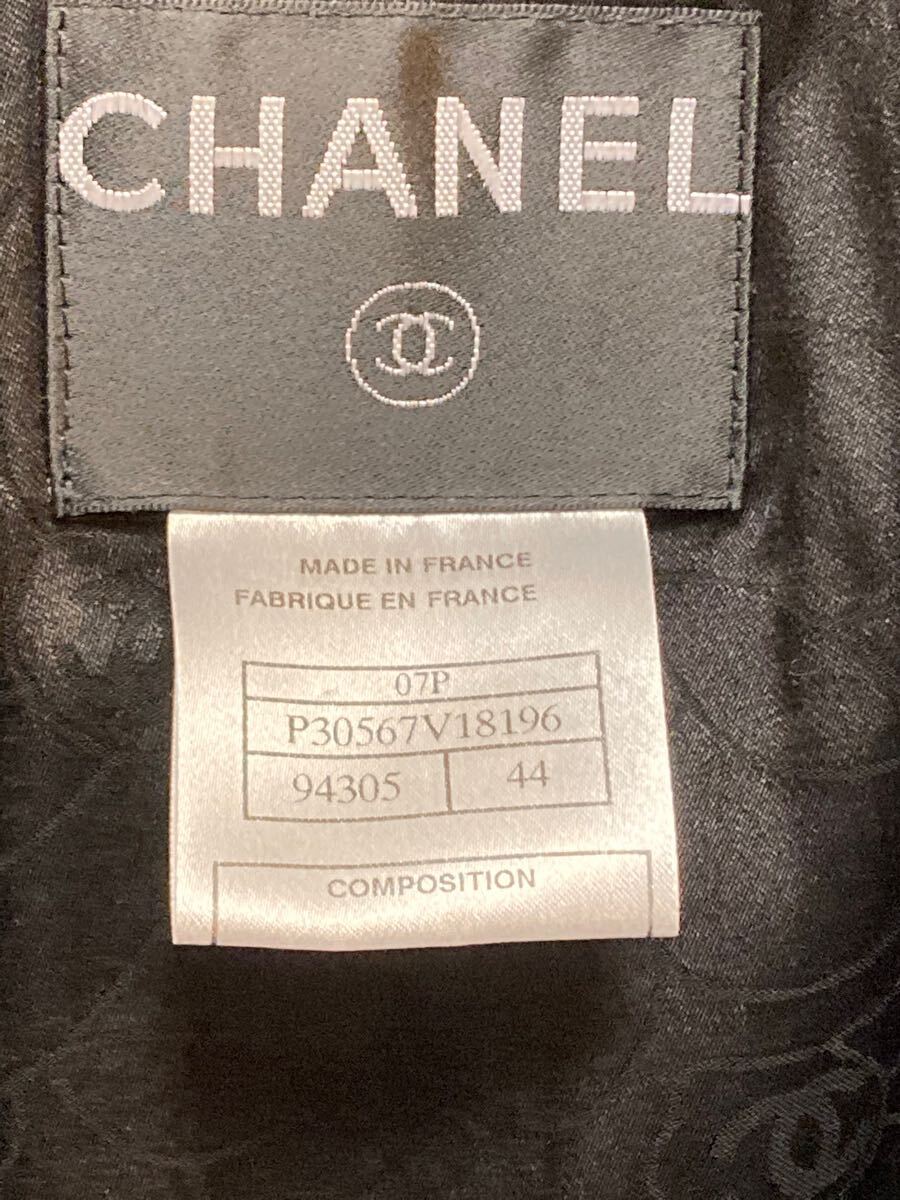 CHANEL
MADE IN FRANCE
FABRIQUE EN FRANCE
07P
P30567V18196
94305 44
COMPOSITION